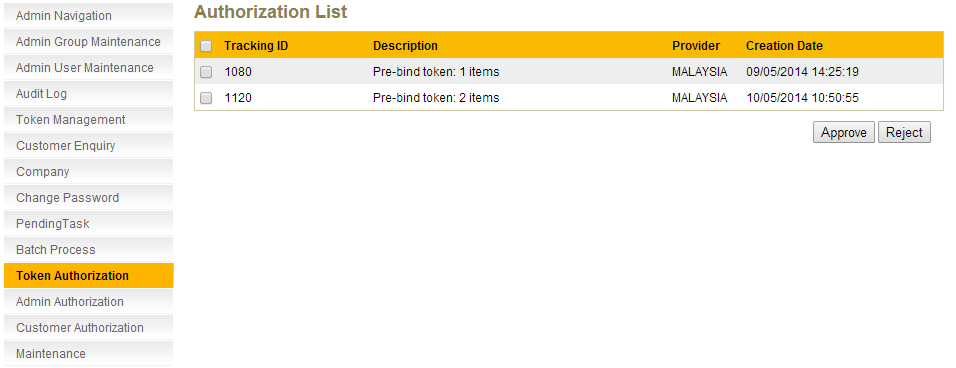 Admin Navigation
Admin Group Maintenance
Admin User Maintenance
Audit Log
Token Management
Customer Enquiry
Company
Change Password
PendingTask
Batch Process
Token Authorization
Admin Authorization
Customer Authorization
Maintenance
Authorization List
Tracking ID Description Provider Creation Date
1080 Pre-bind token: 1 items MALAYSIA 09/05/2014 14:25:19
1120 Pre-bind token: 2 items MALAYSIA 10/05/2014 10:50:55
Approve Reject